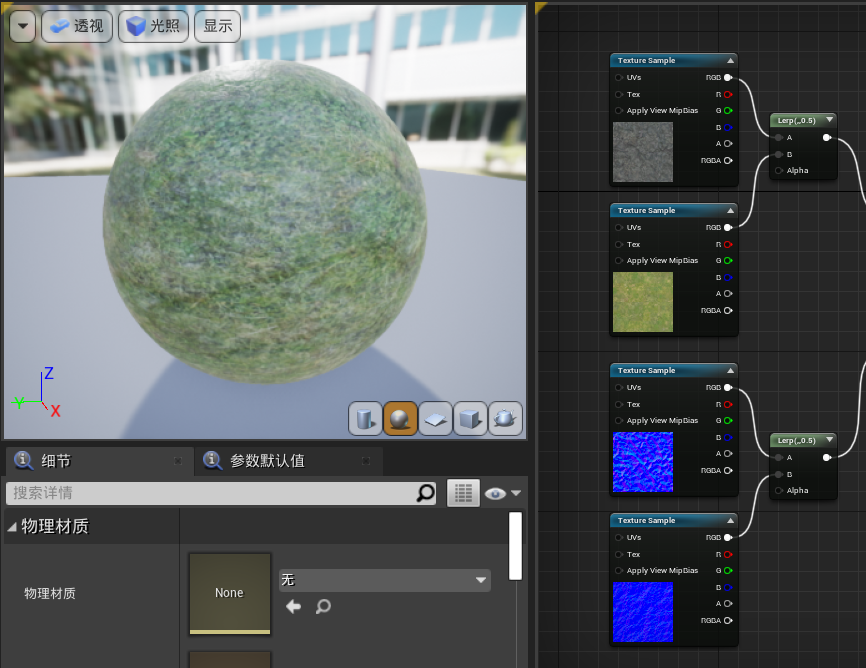 透视
光照
显示
Z
Y
X
细节
参数默认值
搜索详情
物理材质
物理材质
None
无
Texture Sample
UVs RGB
Tex R
Apply View MipBias G
B
A
RGBA
Lerp(,,0.5)
A
B
Alpha
Texture Sample
UVs RGB
Tex R
Apply View MipBias G
B
A
RGBA
Texture Sample
UVs RGB
Tex R
Apply View MipBias G
B
A
RGBA
Lerp(,,0.5)
A
B
Alpha
Texture Sample
UVs RGB
Tex R
Apply View MipBias G
B
A
RGBA